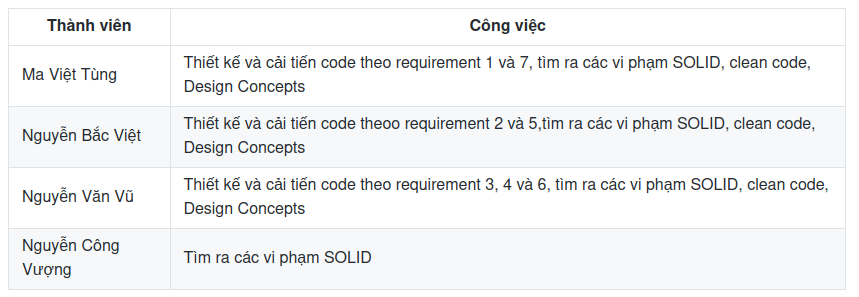 Thành viên Công việc
Ma Việt Tùng
Thiết kế và cải tiến code theo requirement 1 và 7, tìm ra các vi phạm SOLID, clean code,
Design Concepts
Nguyễn Bắc Việt
Thiết kế và cải tiến code theoo requirement 2 và 5,tìm ra các vi phạm SOLID, clean code,
Design Concepts
Nguyễn Văn Vũ
Thiết kế và cải tiến code theo requirement 3, 4 và 6, tìm ra các vi phạm SOLID, clean code,
Design Concepts
Nguyễn Công
Vượng
Tìm ra các vi phạm SOLID